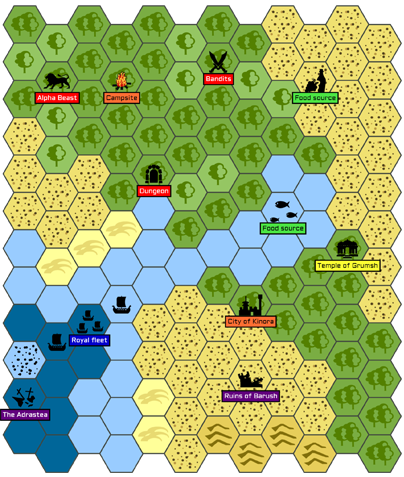 Bandits
Alpha Beast
Campsite
Food source
Dungeon
Food source
Temple of Grumsh
City of Kinora
Royal fleet
Ruins of Barush
The Adrastea